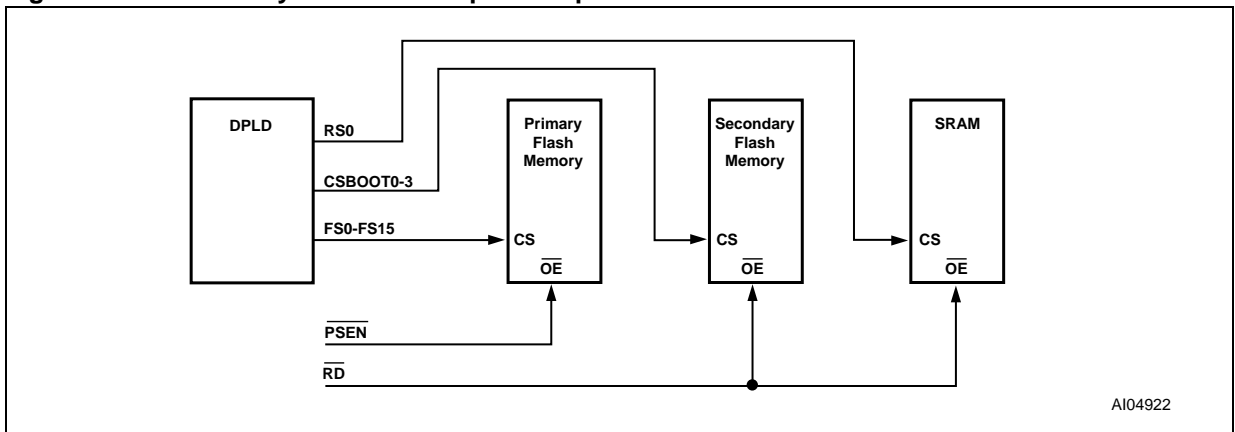 DPLD
RS0
CSBOOT0-3
FS0-FS15
Primary
Flash
Memory
CS
OE
Secondary
Flash
Memory
CS
OE
SRAM
CS
OE
PSEN
RD
AI04922